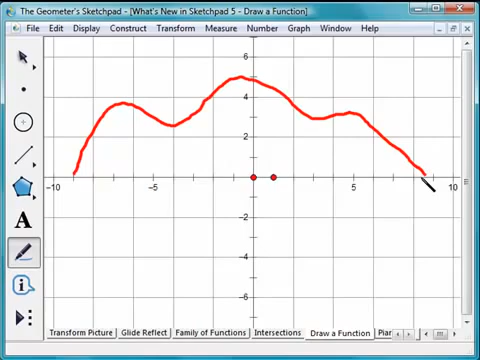 The Geometer's Sketchpad - [What's New in Sketchpad 5 - Draw a Function]
File Edit Display Construct Transform Measure Number Graph Window Help
6
4
2
-10 -5 5 10
-2
-4
-6
A
i
Transform Picture Glide Reflect Family of Functions Intersections Draw a Function Piar